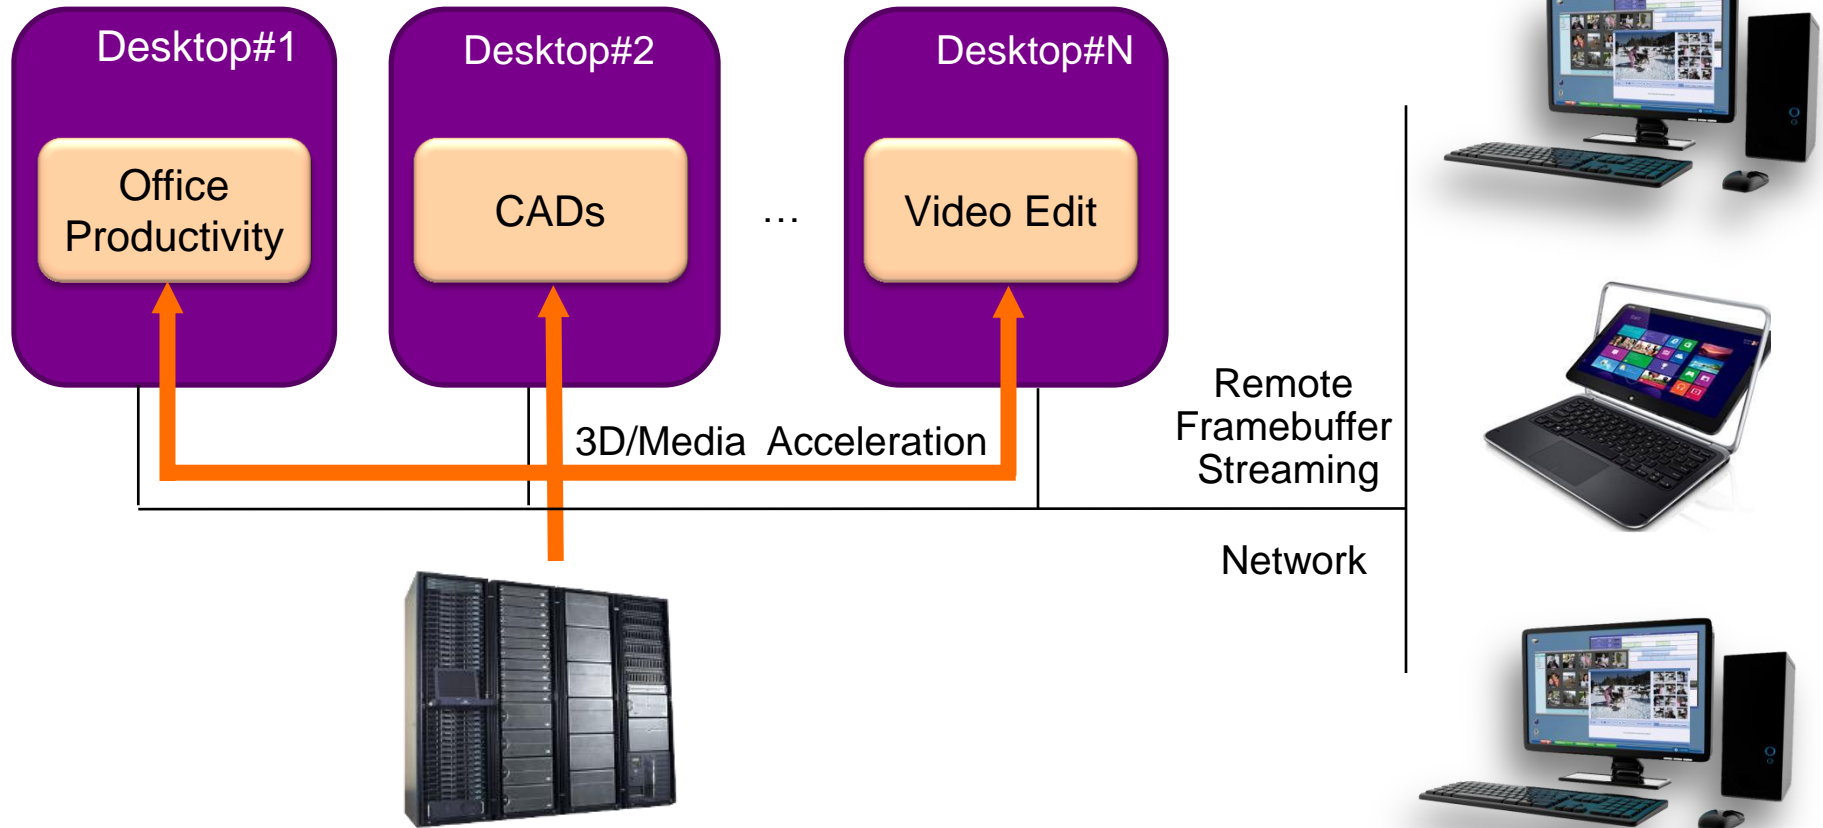 Desktop#1
Desktop#2
Desktop#N
Office
Productivity
CADs
...
Video Edit
3D/Media Acceleration
Remote
Framebuffer
Streaming
Network